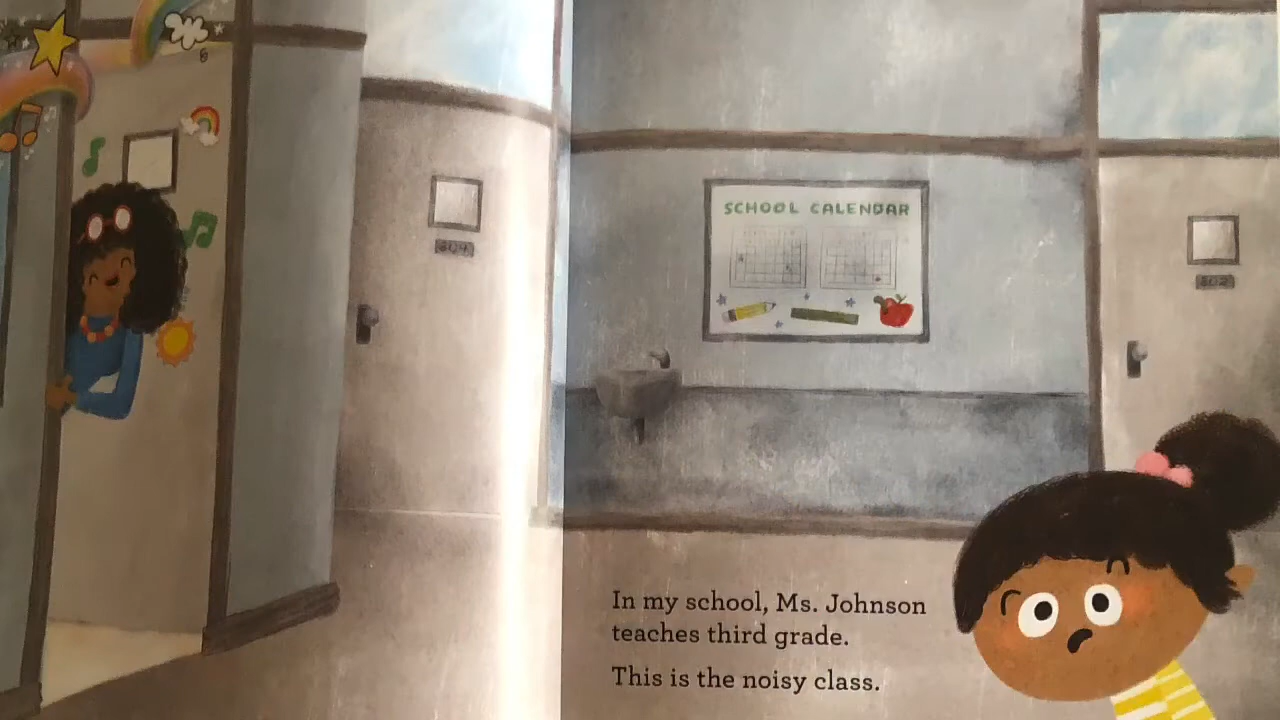 SCHOOL CALENDAR
In my school, Ms. Johnson
teaches third grade.
This is the noisy class.